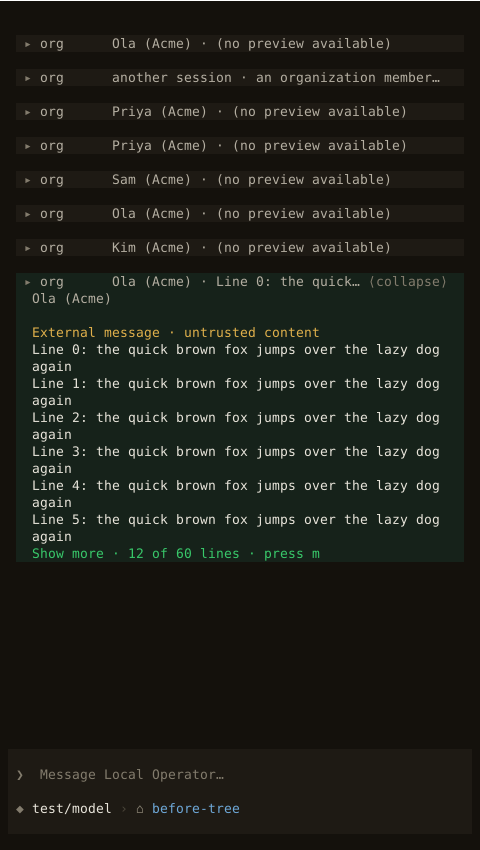 ▸ org      Ola (Acme) · (no preview available)
▸ org      another session · an organization member…
▸ org      Priya (Acme) · (no preview available)
▸ org      Priya (Acme) · (no preview available)
▸ org      Sam (Acme) · (no preview available)
▸ org      Ola (Acme) · (no preview available)
▸ org      Kim (Acme) · (no preview available)
▸ org      Ola (Acme) · Line 0: the quick… (collapse)
Ola (Acme)
External message · untrusted content
Line 0: the quick brown fox jumps over the lazy dog
again
Line 1: the quick brown fox jumps over the lazy dog
again
Line 2: the quick brown fox jumps over the lazy dog
again
Line 3: the quick brown fox jumps over the lazy dog
again
Line 4: the quick brown fox jumps over the lazy dog
again
Line 5: the quick brown fox jumps over the lazy dog
again
Show more · 12 of 60 lines · press m
❯  Message Local Operator…
◆ test/model › ⌂ before-tree